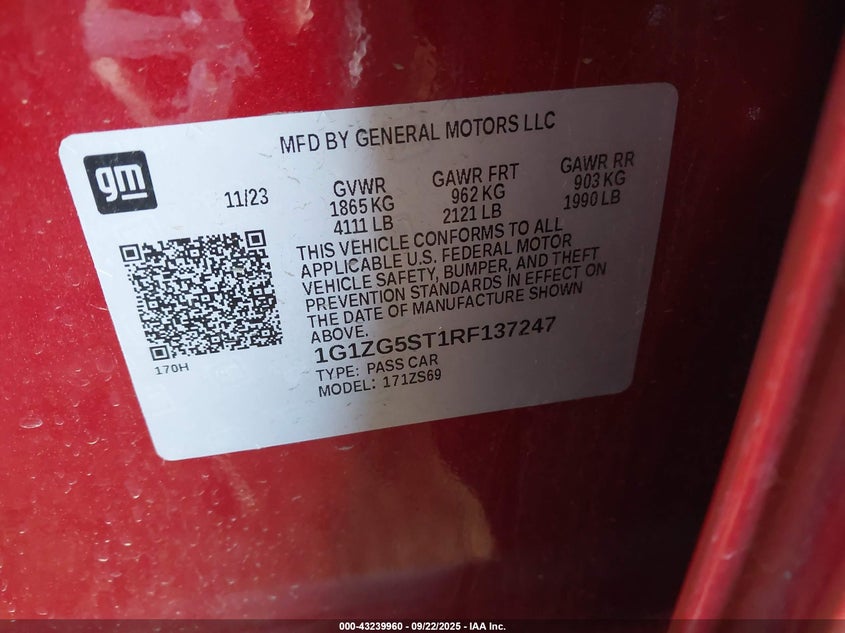 MFD BY GENERAL MOTORS LLC
gm
11/23
GVWR
1865 KG
4111 LB
GAWR FRT
962 KG
2121 LB
GAWR RR
903 KG
1990 LB
THIS VEHICLE CONFORMS TO ALL
APPLICABLE U.S. FEDERAL MOTOR
VEHICLE SAFETY, BUMPER, AND THEFT
PREVENTION STANDARDS IN EFFECT ON
THE DATE OF MANUFACTURE SHOWN
ABOVE.
1G1ZG5ST1RF137247
TYPE: PASS CAR
MODEL: 171ZS69
170H
000-43239960 - 09/22/2025 - IAA Inc.